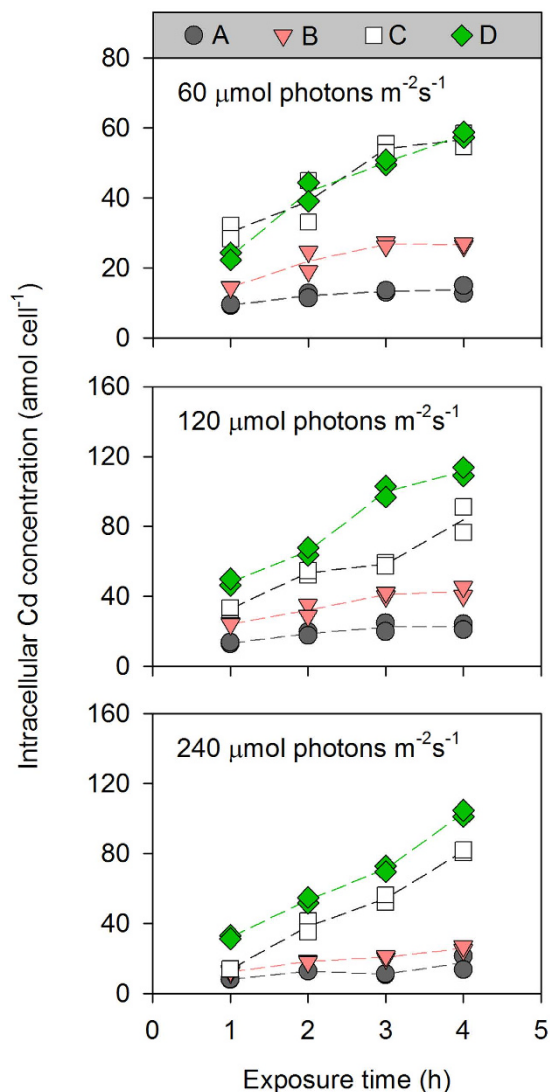 A B C D
60 μmol photons m⁻²s⁻¹
80
60
40
20
0
120 μmol photons m⁻²s⁻¹
160
120
80
40
0
240 μmol photons m⁻²s⁻¹
160
120
80
40
0
0 1 2 3 4 5
Exposure time (h)
Intracellular Cd concentration (amol cell⁻¹)